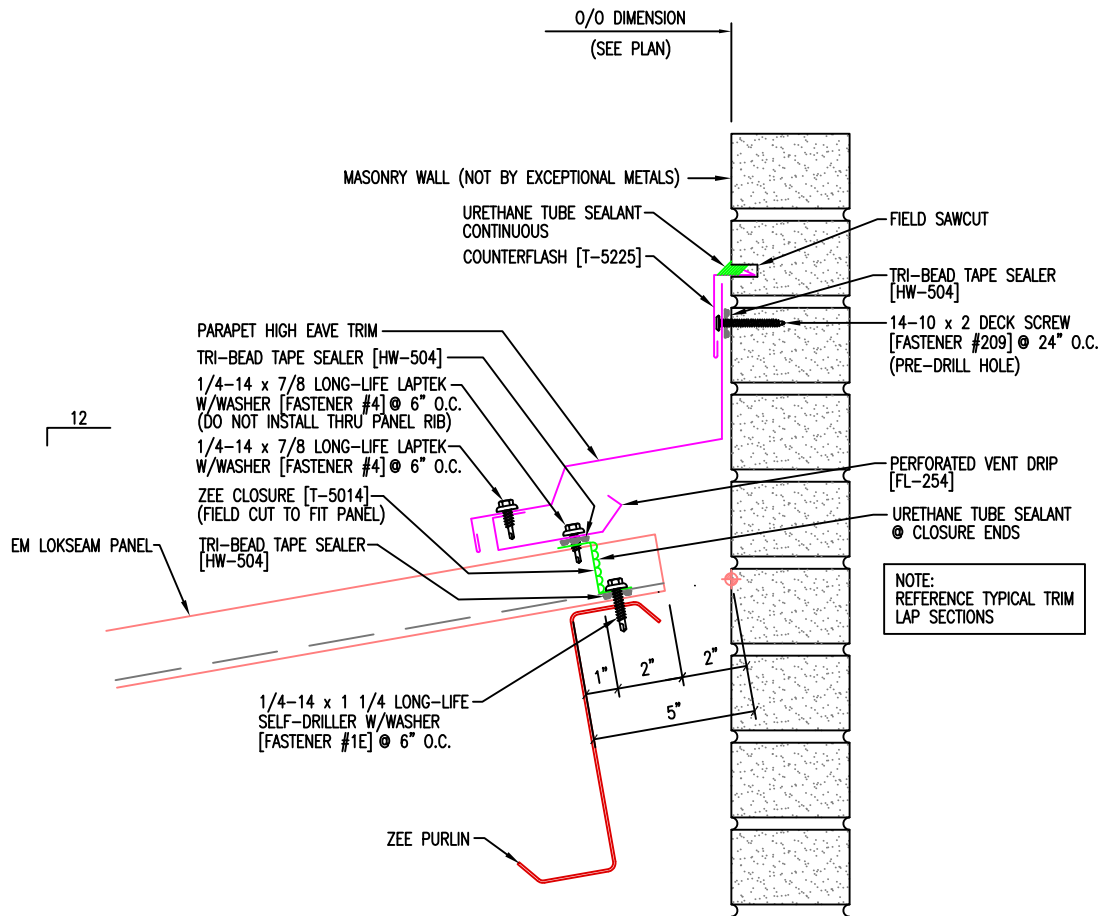 O/O DIMENSION
(SEE PLAN)
MASONRY WALL (NOT BY EXCEPTIONAL METALS)
URETHANE TUBE SEALANT
CONTINUOUS
COUNTERFLASH [T-5225]
FIELD SAWCUT
TRI-BEAD TAPE SEALER
[HW-504]
14-10 x 2 DECK SCREW
[FASTENER #209] @ 24" O.C.
(PRE-DRILL HOLE)
PARAPET HIGH EAVE TRIM
TRI-BEAD TAPE SEALER [HW-504]
1/4-14 x 7/8 LONG-LIFE LAPTEK
W/WASHER [FASTENER #4] @ 6" O.C.
(DO NOT INSTALL THRU PANEL RIB)
1/4-14 x 7/8 LONG-LIFE LAPTEK
W/WASHER [FASTENER #4] @ 6" O.C.
ZEE CLOSURE [T-5014]
(FIELD CUT TO FIT PANEL)
TRI-BEAD TAPE SEALER
[HW-504]
EM LOKSEAM PANEL
12
PERFORATED VENT DRIP
[FL-254]
URETHANE TUBE SEALANT
@ CLOSURE ENDS
NOTE:
REFERENCE TYPICAL TRIM
LAP SECTIONS
1"
2"
2"
5"
1/4-14 x 1 1/4 LONG-LIFE
SELF-DRILLER W/WASHER
[FASTENER #1E] @ 6" O.C.
ZEE PURLIN